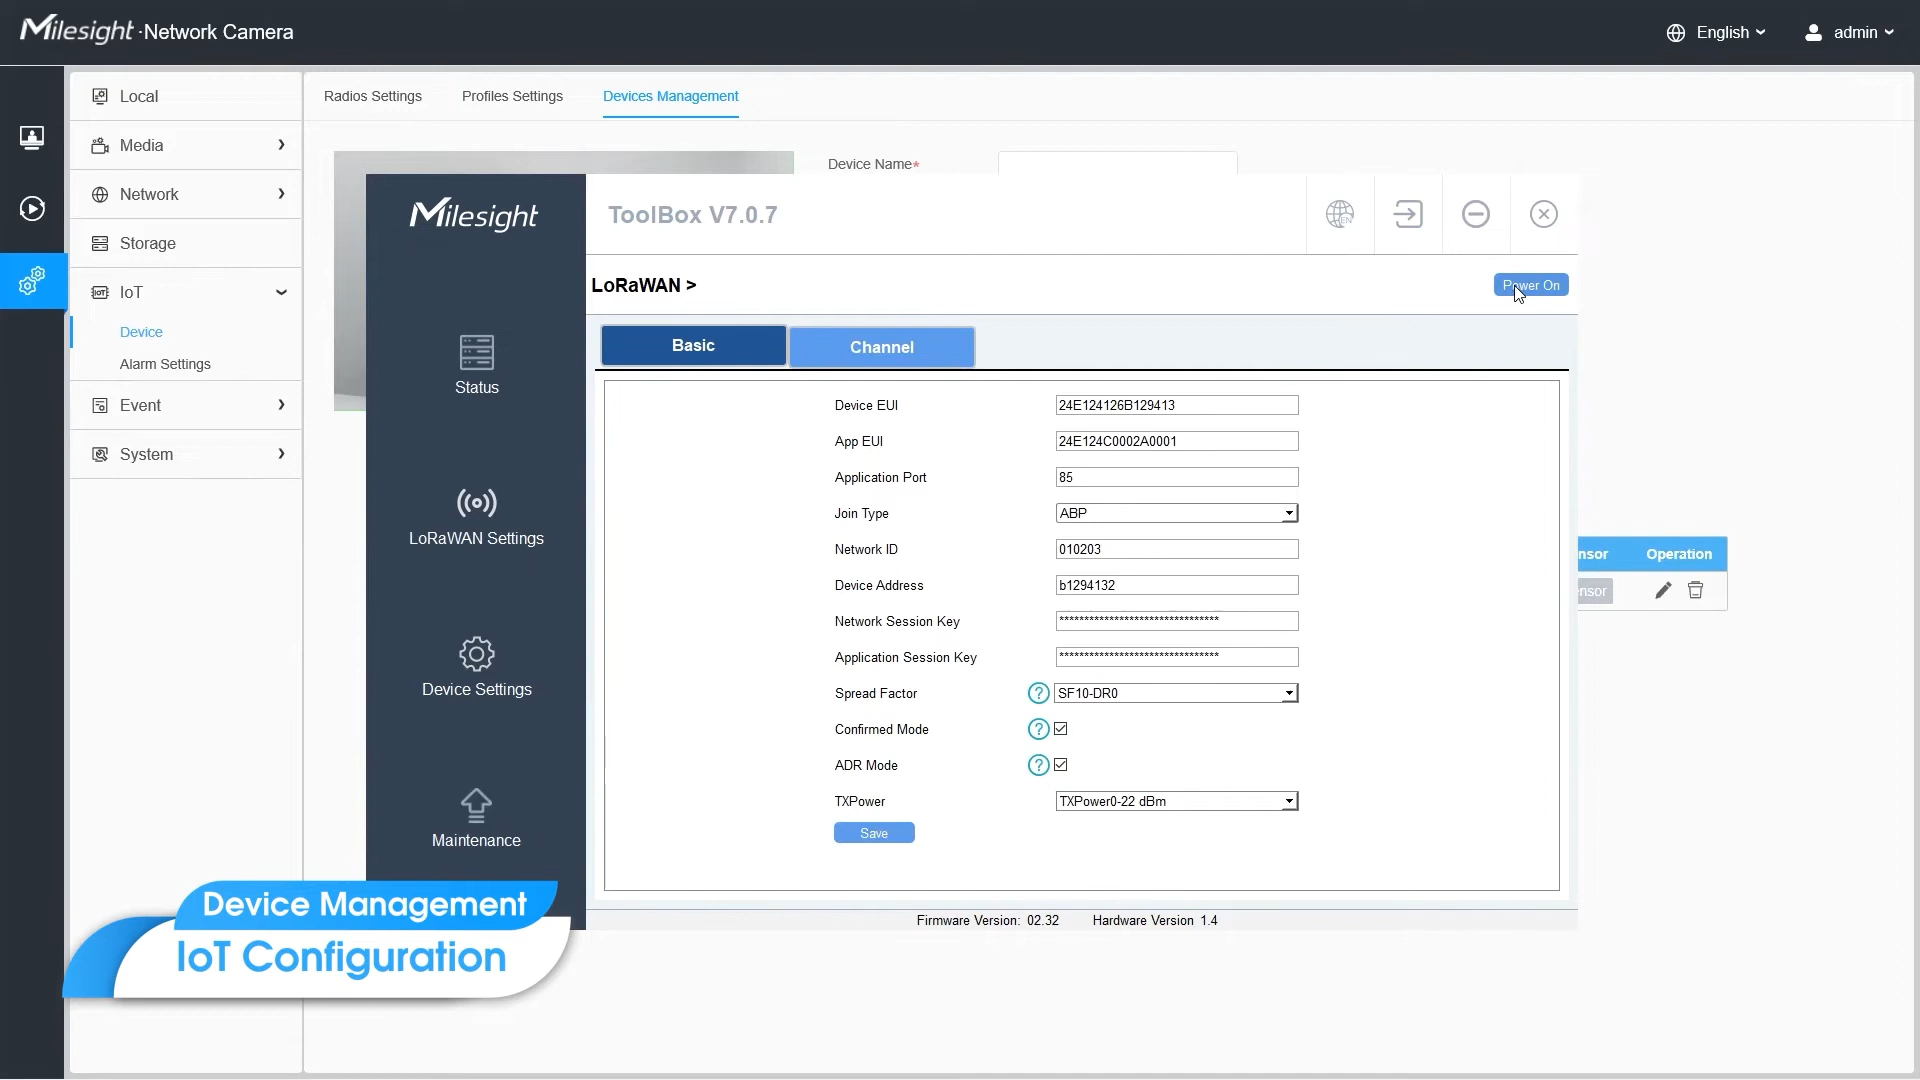 Milesight · Network Camera
English
admin
Local
Media
Network
Storage
IoT
Device
Alarm Settings
Event
System
Radios Settings
Profiles Settings
Devices Management
Device Name*
Milesight
ToolBox V7.0.7
EN
LoRaWAN >
Power On
Status
LoRaWAN Settings
Device Settings
Maintenance
Basic
Channel
Device EUI 24E124126B129413
App EUI 24E124C0002A0001
Application Port 85
Join Type ABP
Network ID 010203
Device Address b1294132
Network Session Key ********************************
Application Session Key ********************************
Spread Factor ? SF10-DR0
Confirmed Mode ?
ADR Mode ?
TXPower TXPower0-22 dBm
Save
Firmware Version: 02.32 Hardware Version 1.4
nsor Operation
ensor
Device Management
IoT Configuration